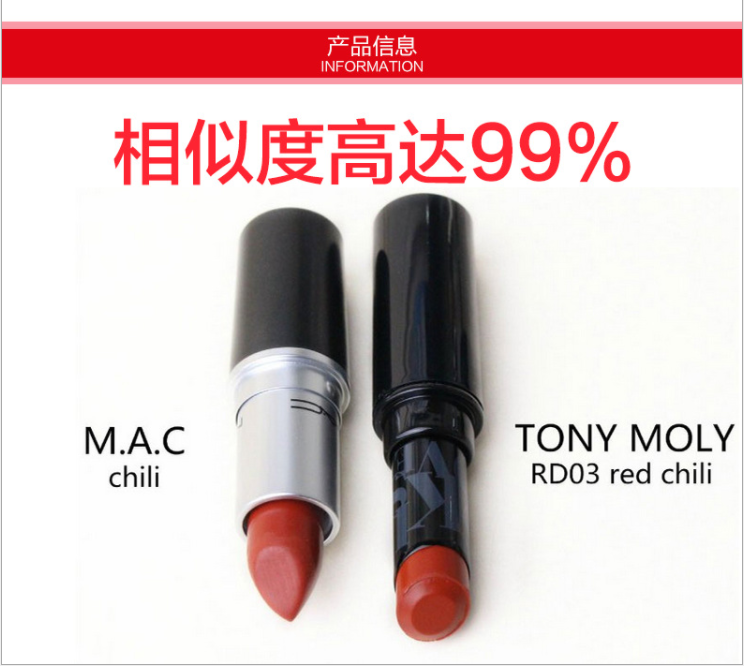 产品信息
INFORMATION
相似度高达99%
M.A.C
chili
TONY MOLY
RD03 red chili